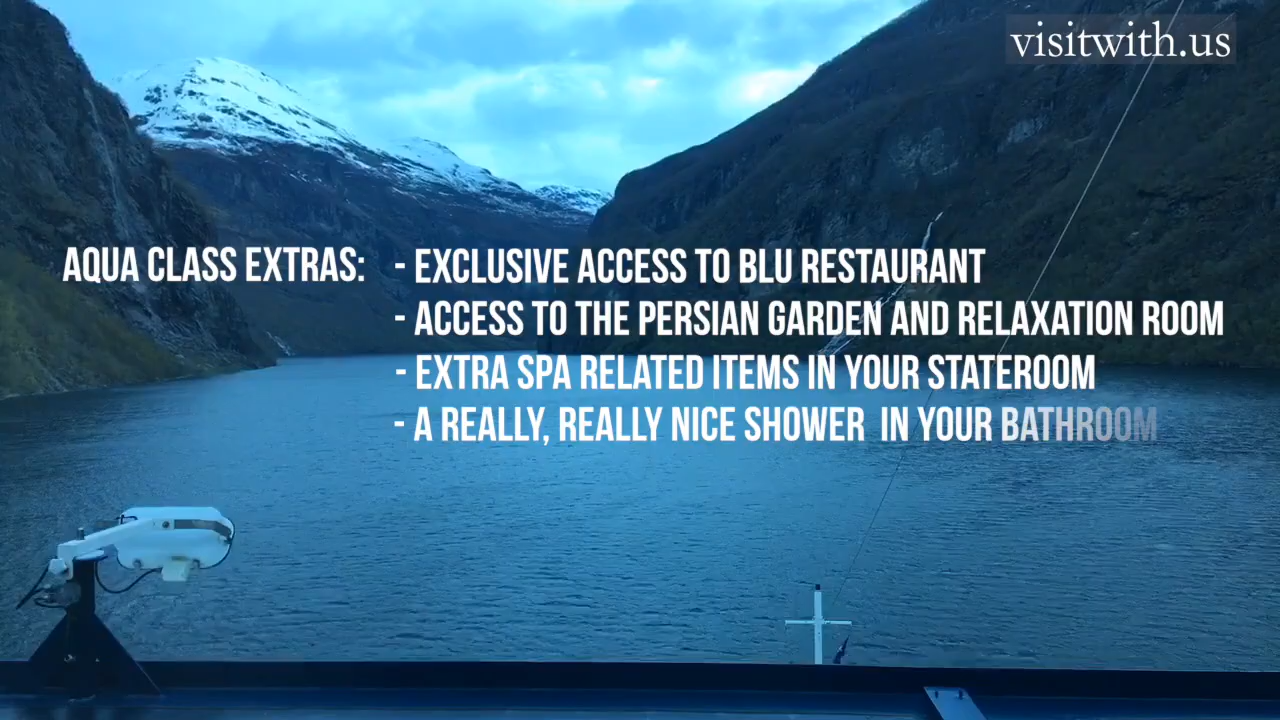 visitwith.us
AQUA CLASS EXTRAS:
- EXCLUSIVE ACCESS TO BLU RESTAURANT
- ACCESS TO THE PERSIAN GARDEN AND RELAXATION ROOM
- EXTRA SPA RELATED ITEMS IN YOUR STATEROOM
- A REALLY, REALLY NICE SHOWER IN YOUR BATHROOM